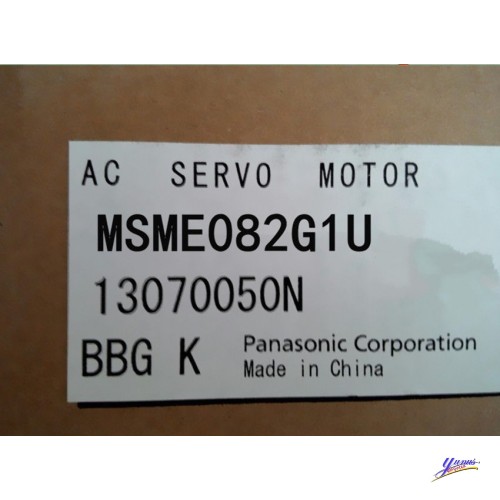 AC SERVO MOTOR
MSME082G1U
13070050N
BBG K Panasonic Corporation
Made in China